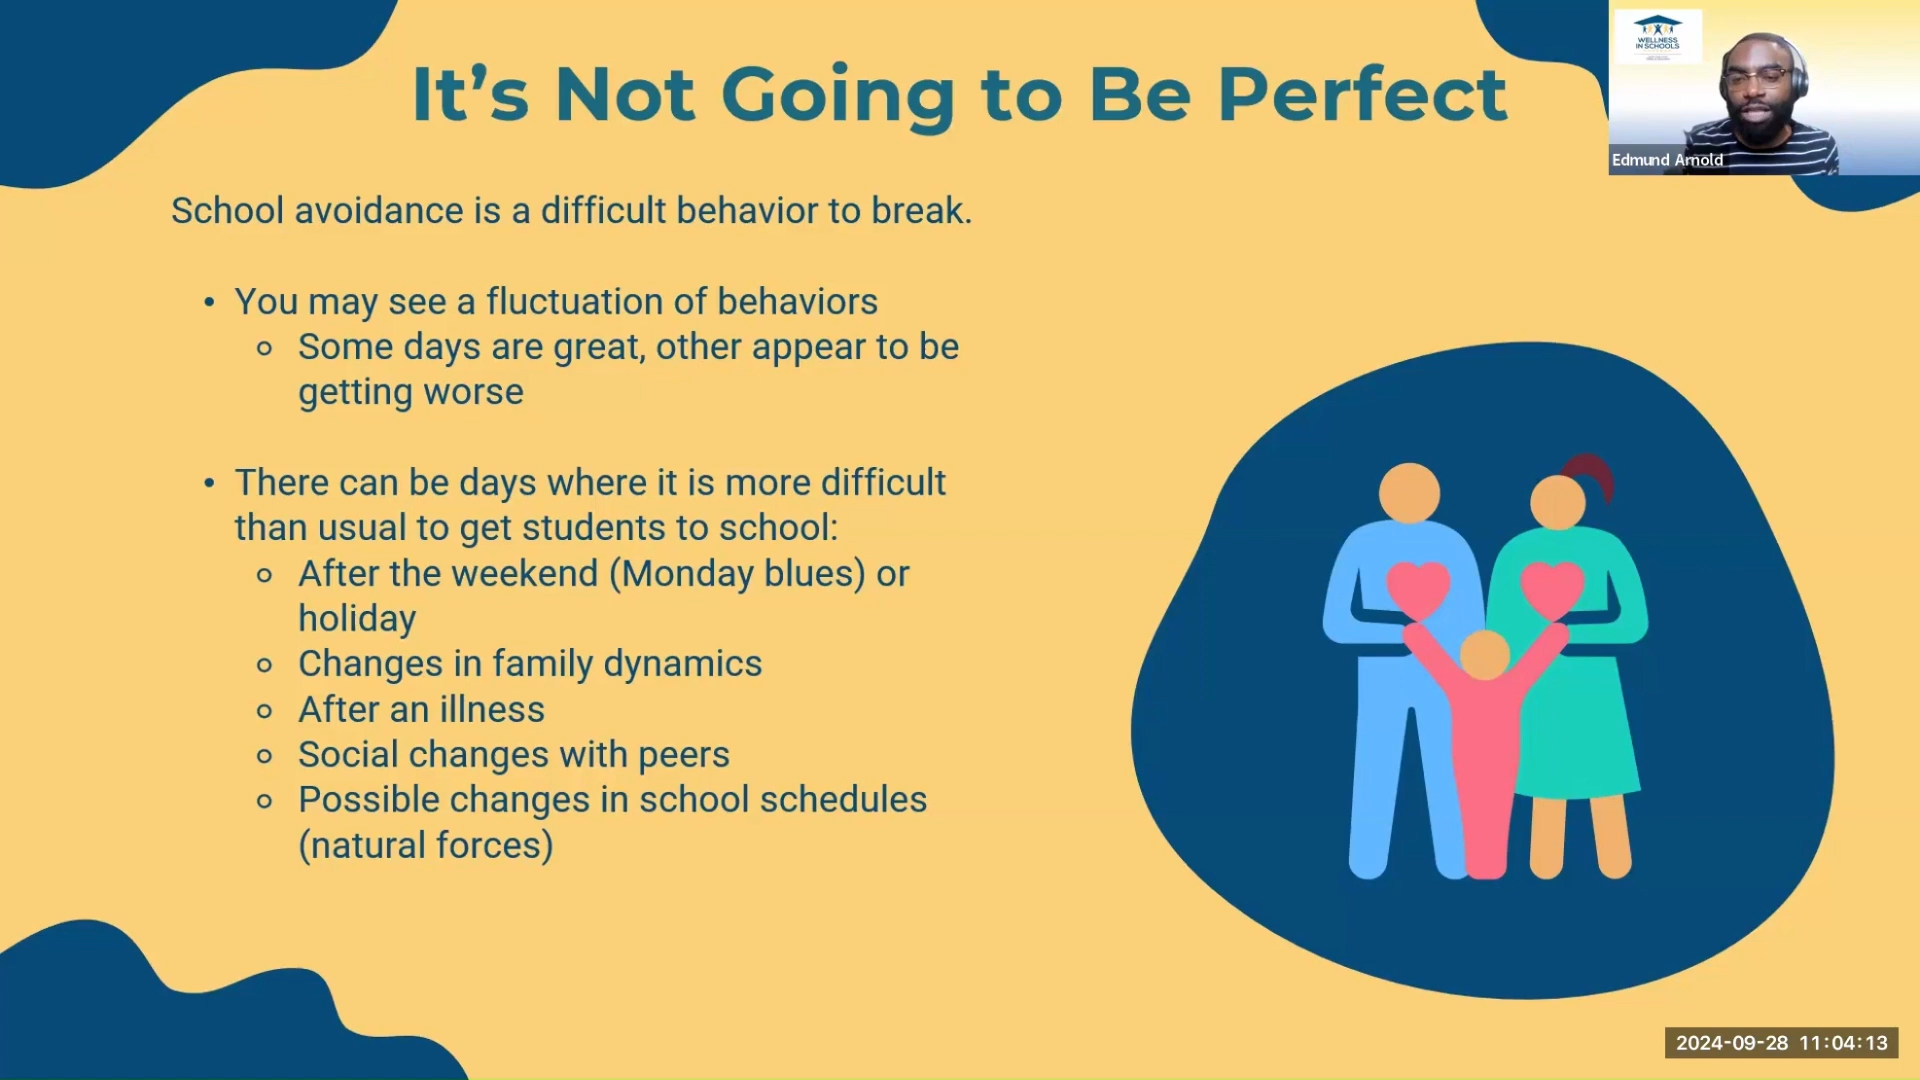 It's Not Going to Be Perfect
WELLNESS
IN SCHOOLS
Edmund Arnold
School avoidance is a difficult behavior to break.
• You may see a fluctuation of behaviors
Some days are great, other appear to be
getting worse
• There can be days where it is more difficult
than usual to get students to school:
After the weekend (Monday blues) or
holiday
Changes in family dynamics
After an illness
Social changes with peers
Possible changes in school schedules
(natural forces)
2024-09-28 11:04:13